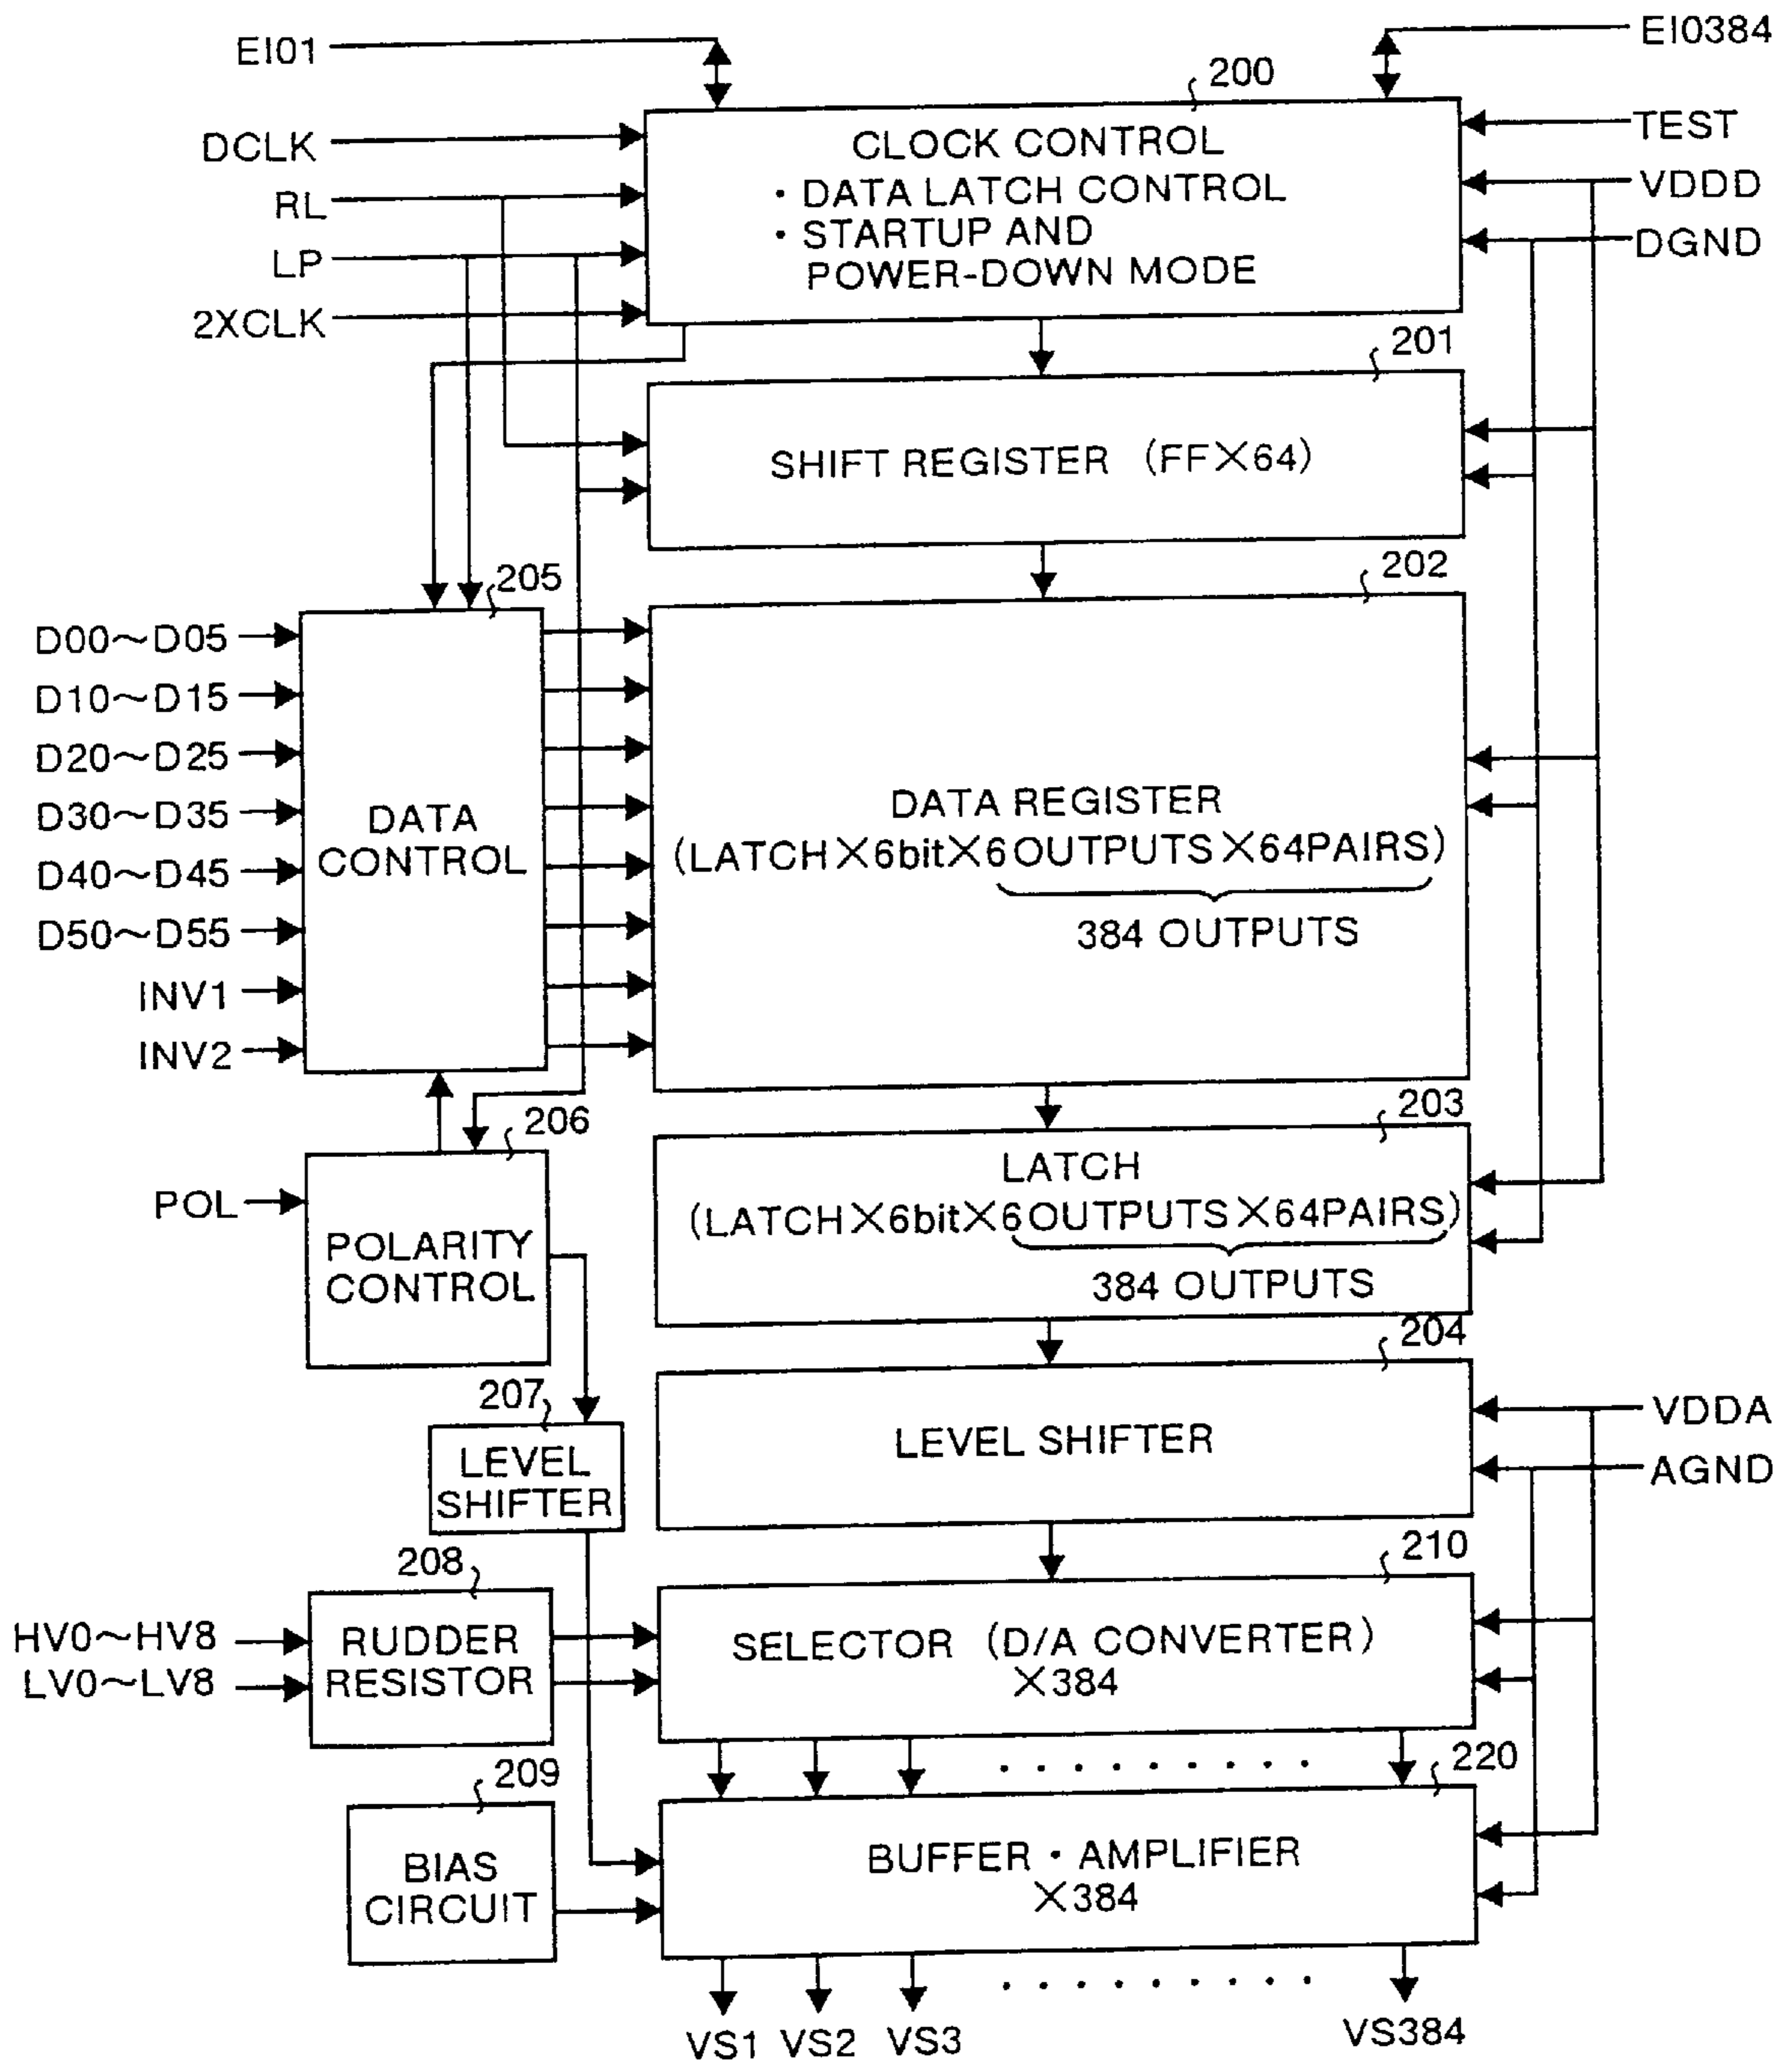 EI01
EI0384
200
DCLK
CLOCK CONTROL
TEST
RL
・DATA LATCH CONTROL
VDDD
・STARTUP AND
LP
POWER-DOWN MODE
DGND
2XCLK
201
SHIFT REGISTER (FF×64)
202
205
D00～D05
D10～D15
D20～D25
D30～D35
D40～D45
D50～D55
INV1
INV2
DATA
CONTROL
DATA REGISTER
(LATCH×6bit×6OUTPUTS×64PAIRS)
384 OUTPUTS
203
206
POL
POLARITY
CONTROL
LATCH
(LATCH×6bit×6OUTPUTS×64PAIRS)
384 OUTPUTS
204
207
LEVEL
SHIFTER
LEVEL SHIFTER
VDDA
AGND
208
210
HV0～HV8
LV0～LV8
RUDDER
RESISTOR
SELECTOR (D/A CONVERTER)
×384
209
220
BIAS
CIRCUIT
BUFFER・AMPLIFIER
×384
VS1 VS2 VS3 VS384